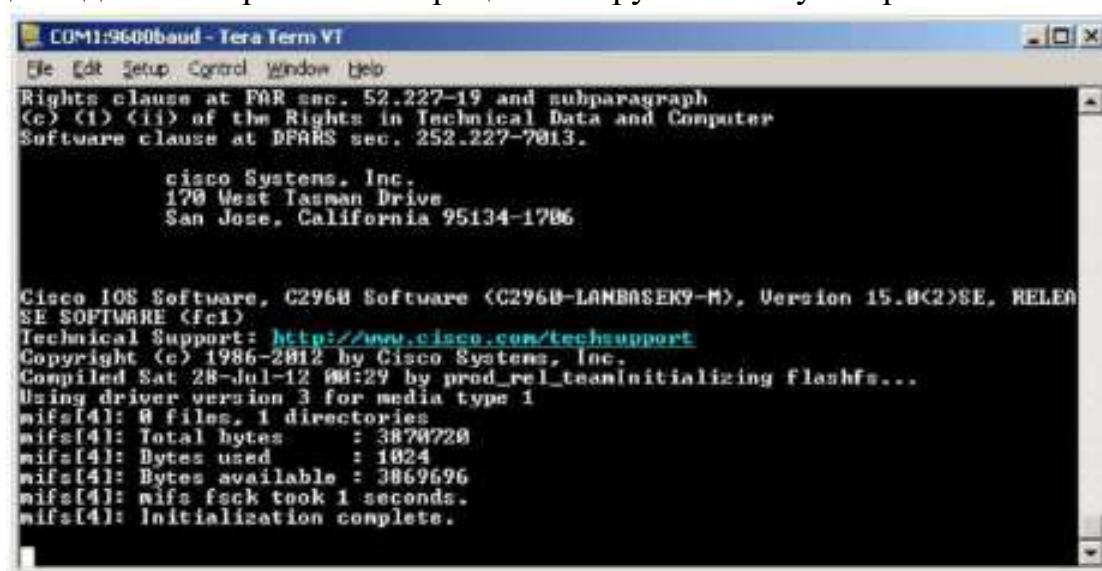 COM1:9600baud - Tera Term VT
File Edit Setup Control Window Help
Rights clause at FAR sec. 52.227-19 and subparagraph
(c) (1) (ii) of the Rights in Technical Data and Computer
Software clause at DFARS sec. 252.227-7013.
cisco Systems, Inc.
170 West Tasman Drive
San Jose, California 95134-1706
Cisco IOS Software, C2960 Software (C2960-LANBASEK9-M), Version 15.0(2)SE, RELEA
SE SOFTWARE (fc1)
Technical Support: http://www.cisco.com/techsupport
Copyright (c) 1986-2012 by Cisco Systems, Inc.
Compiled Sat 28-Jul-12 00:29 by prod_rel_teamInitializing flashfs...
Using driver version 3 for media type 1
mifs[4]: 0 files, 1 directories
mifs[4]: Total bytes : 3870720
mifs[4]: Bytes used : 1024
mifs[4]: Bytes available : 3869696
mifs[4]: mifs fsck took 1 seconds.
mifs[4]: Initialization complete.